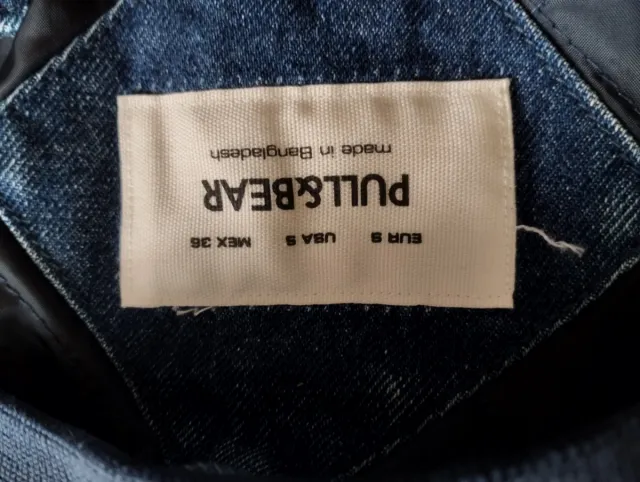 EUR S USA S MEX 36
PULL&BEAR
made in Bangladesh